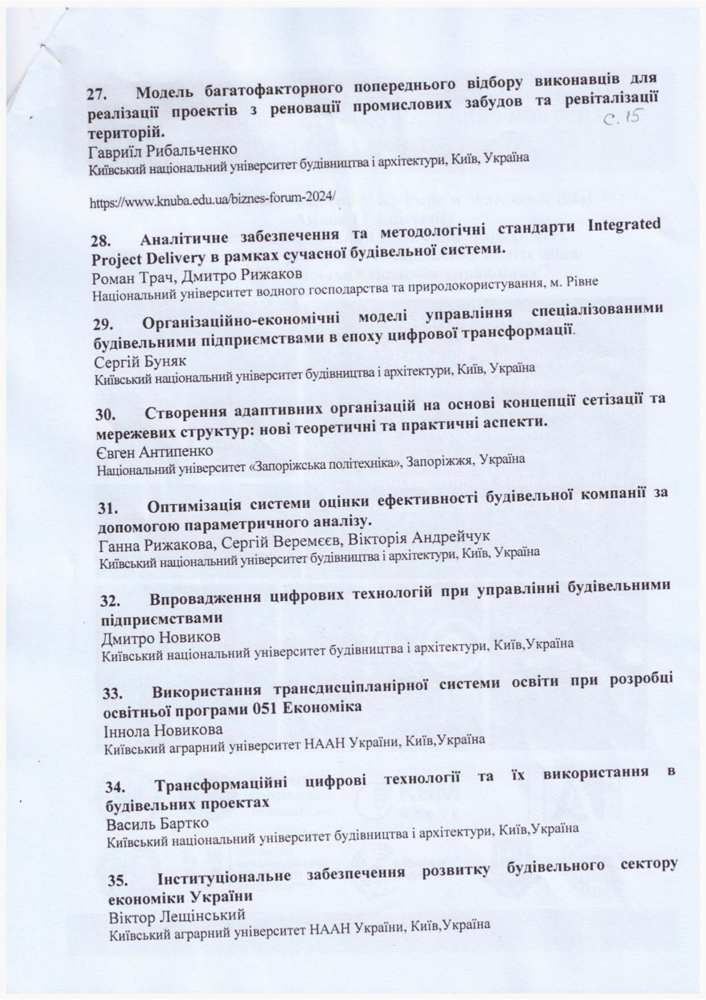 27. Модель багатофакторного попереднього відбору виконавців для
реалізації проектів з реновації промислових забудов та ревіталізації
територій.
с. 15
Гавриїл Рибальченко
Київський національний університет будівництва і архітектури, Київ, Україна
https://www.knuba.edu.ua/biznes-forum-2024/
28. Аналітичне забезпечення та методологічні стандарти Integrated
Project Delivery в рамках сучасної будівельної системи.
Роман Трач, Дмитро Рижаков
Національний університет водного господарства та природокористування, м. Рівне
29. Організаційно-економічні моделі управління спеціалізованими
будівельними підприємствами в епоху цифрової трансформації.
Сергій Буняк
Київський національний університет будівництва і архітектури, Київ, Україна
30. Створення адаптивних організацій на основі концепції сетізації та
мережевих структур: нові теоретичні та практичні аспекти.
Євген Антипенко
Національний університет «Запоріжська політехніка», Запоріжжя, Україна
31. Оптимізація системи оцінки ефективності будівельної компанії за
допомогою параметричного аналізу.
Ганна Рижакова, Сергій Веремєєв, Вікторія Андрейчук
Київський національний університет будівництва і архітектури, Київ, Україна
32. Впровадження цифрових технологій при управлінні будівельними
підприємствами
Дмитро Новиков
Київський національний університет будівництва і архітектури, Київ,Україна
33. Використання трансдисціпланірної системи освіти при розробці
освітньої програми 051 Економіка
Іннола Новикова
Київський аграрний університет НААН України, Київ,Україна
34. Трансформаційні цифрові технології та їх використання в
будівельних проектах
Василь Бартко
Київський національний університет будівництва і архітектури, Київ,Україна
35. Інституціональне забезпечення розвитку будівельного сектору
економіки України
Віктор Лещінський
Київський аграрний університет НААН України, Київ,Україна